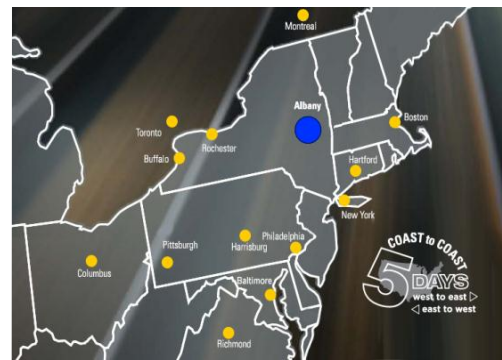 Montreal
Albany
Toronto
Boston
Rochester
Buffalo
Hartford
New York
Philadelphia
Harrisburg
Pittsburgh
Columbus
Baltimore
Richmond
COAST to COAST
5 DAYS
west to east
east to west